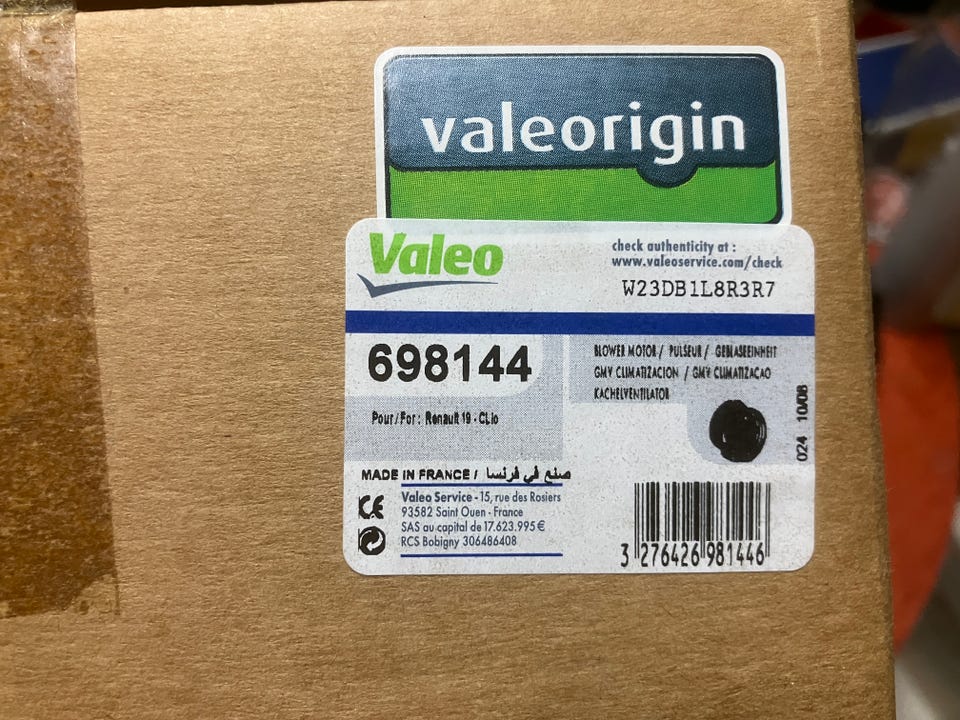 valeorigin
Valeo
check authenticity at :
www.valeoservice.com/check
W23DB1L8R3R7
698144
BLOWER MOTOR / PULSEUR / GEBLASEEINHEIT
GMV CLIMATIZACION / GMV CLIMATIZACAO
KACHELVENTILATOR
Pour/For : Renault 19 - CLio
024 10/08
MADE IN FRANCE / صنع في فرنسا
CE
Valeo Service - 15, rue des Rosiers
93582 Saint Ouen - France
SAS au capital de 17.623.995 €
RCS Bobigny 306486408
3 276426 981446